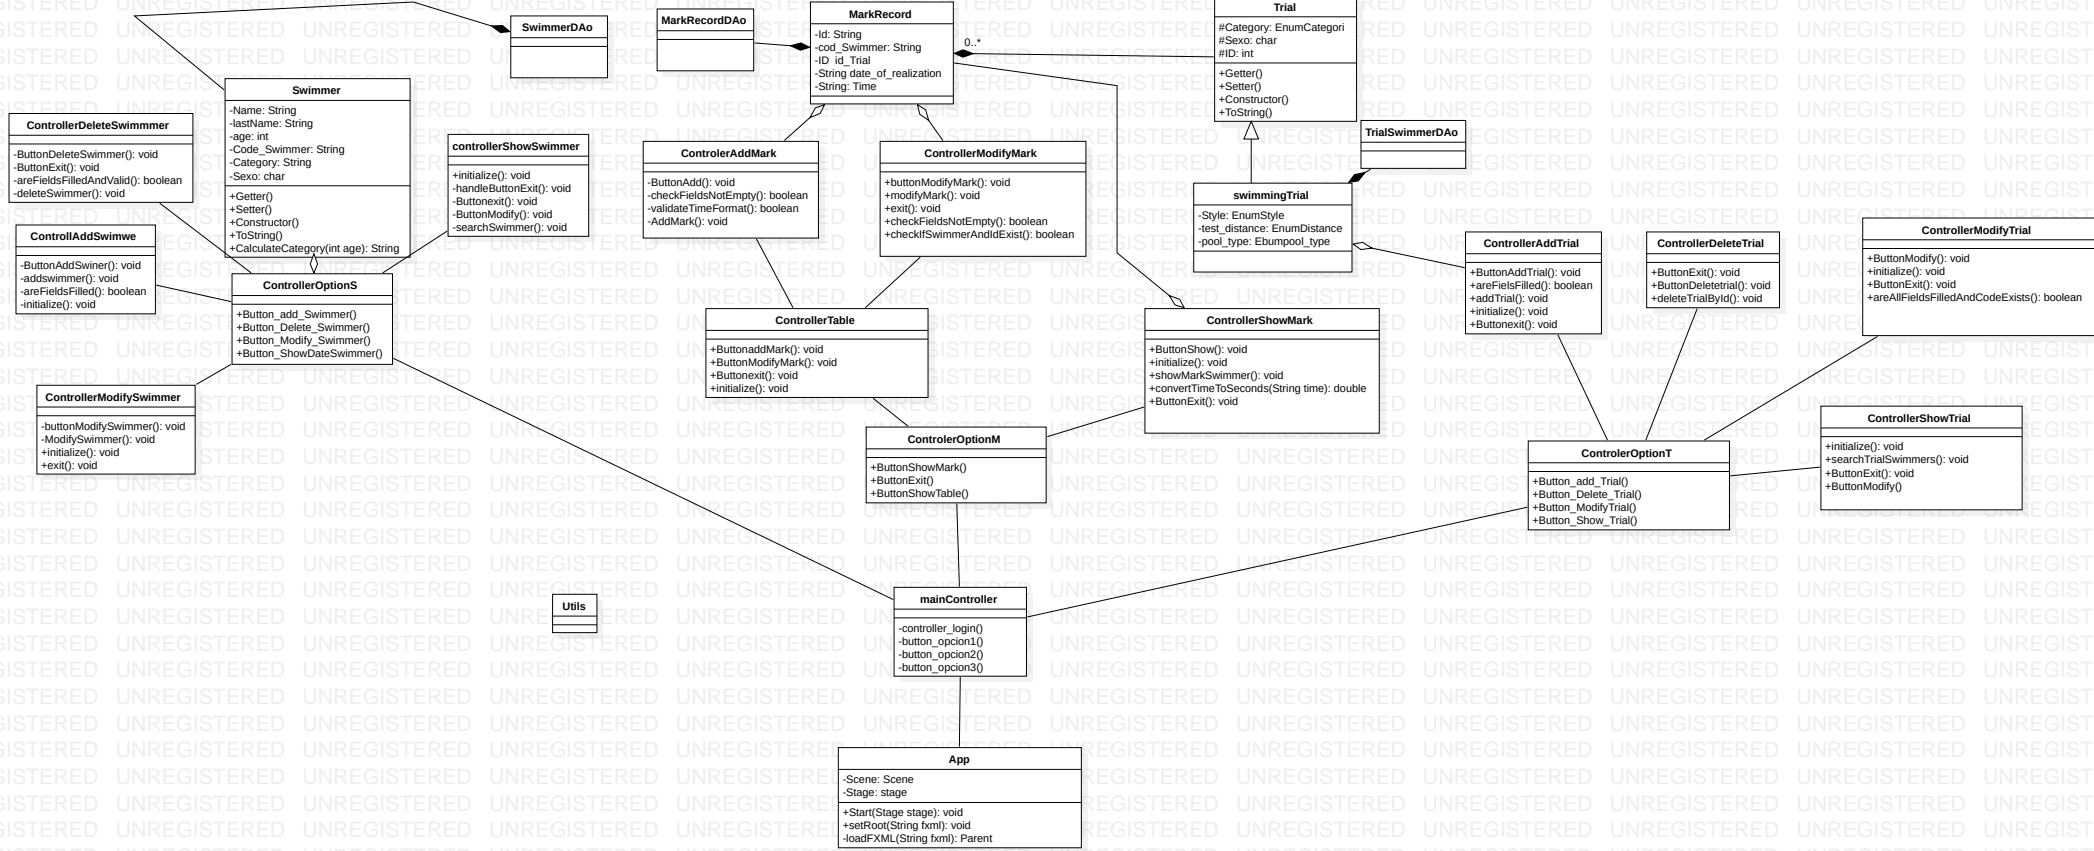 SwimmerDAo
MarkRecordDAo
MarkRecord
-Id: String
-cod_Swimmer: String
-ID  id_Trial
-String date_of_realization
-String: Time
0..*
Trial
#Category: EnumCategori
#Sexo: char
#ID: int
+Getter()
+Setter()
+Constructor()
+ToString()
Swimmer
-Name: String
-lastName: String
-age: int
-Code_Swimmer: String
-Category: String
-Sexo: char
+Getter()
+Setter()
+Constructor()
+ToString()
+CalculateCategory(int age): String
ControllerDeleteSwimmmer
-ButtonDeleteSwimmer(): void
-ButtonExit(): void
-areFieldsFilledAndValid(): boolean
-deleteSwimmer(): void
controllerShowSwimmer
+initialize(): void
-handleButtonExit(): void
-Buttonexit(): void
-ButtonModify(): void
-searchSwimmer(): void
ControlerAddMark
-ButtonAdd(): void
-checkFieldsNotEmpty(): boolean
-validateTimeFormat(): boolean
-AddMark(): void
ControllerModifyMark
+buttonModifyMark(): void
+modifyMark(): void
+exit(): void
+checkFieldsNotEmpty(): boolean
+checkIfSwimmerAndIdExist(): boolean
TrialSwimmerDAo
swimmingTrial
-Style: EnumStyle
-test_distance: EnumDistance
-pool_type: Ebumpool_type
ControllAddSwimwe
-ButtonAddSwiner(): void
-addswimmer(): void
-areFieldsFilled(): boolean
-initialize(): void
ControllerOptionS
+Button_add_Swimmer()
+Button_Delete_Swimmer()
+Button_Modify_Swimmer()
+Button_ShowDateSwimmer()
ControllerAddTrial
+ButtonAddTrial(): void
+areFielsFilled(): boolean
+addTrial(): void
+initialize(): void
+Buttonexit(): void
ControllerDeleteTrial
+ButtonExit(): void
+ButtonDeletetrial(): void
+deleteTrialById(): void
ControllerModifyTrial
+ButtonModify(): void
+initialize(): void
+ButtonExit(): void
+areAllFieldsFilledAndCodeExists(): boolean
ControllerTable
+ButtonaddMark(): void
+ButtonModifyMark(): void
+Buttonexit(): void
+initialize(): void
ControllerShowMark
+ButtonShow(): void
+initialize(): void
+showMarkSwimmer(): void
+convertTimeToSeconds(String time): double
+ButtonExit(): void
ControllerModifySwimmer
-buttonModifySwimmer(): void
-ModifySwimmer(): void
+initialize(): void
+exit(): void
ControlerOptionM
+ButtonShowMark()
+ButtonExit()
+ButtonShowTable()
ControlerOptionT
+Button_add_Trial()
+Button_Delete_Trial()
+Button_ModifyTrial()
+Button_Show_Trial()
ControllerShowTrial
+initialize(): void
+searchTrialSwimmers(): void
+ButtonExit(): void
+ButtonModify()
Utils
mainController
-controller_login()
-button_opcion1()
-button_opcion2()
-button_opcion3()
App
-Scene: Scene
-Stage: stage
+Start(Stage stage): void
+setRoot(String fxml): void
-loadFXML(String fxml): Parent
UNREGISTERED